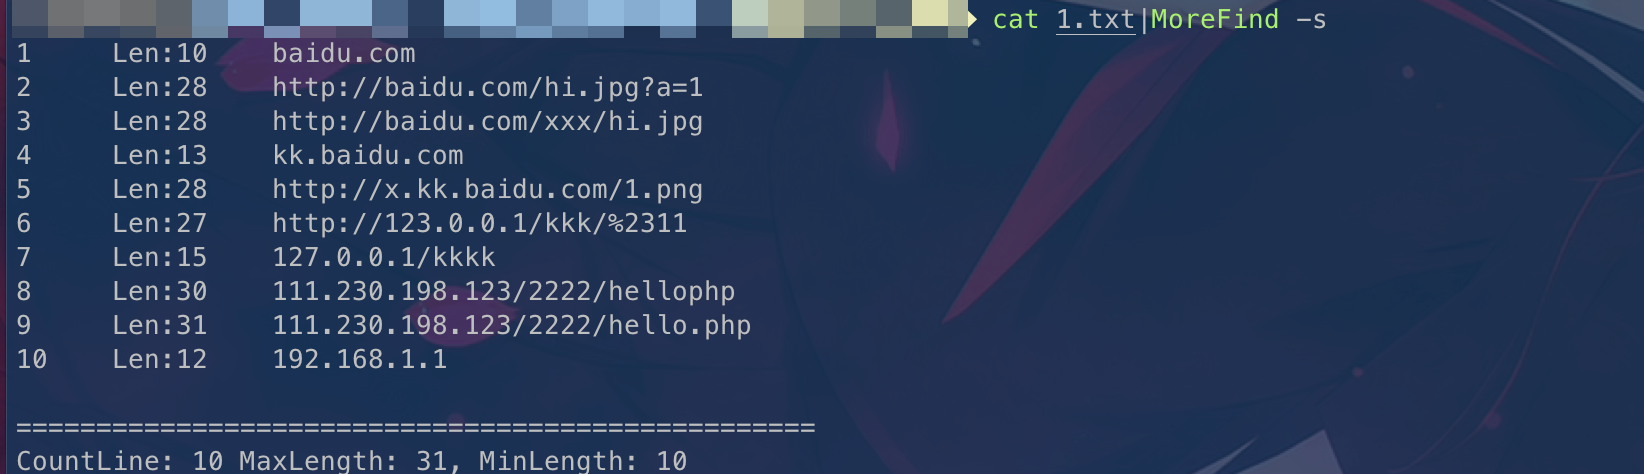 cat 1.txt|MoreFind -s
1 Len:10 baidu.com
2 Len:28 http://baidu.com/hi.jpg?a=1
3 Len:28 http://baidu.com/xxx/hi.jpg
4 Len:13 kk.baidu.com
5 Len:28 http://x.kk.baidu.com/1.png
6 Len:27 http://123.0.0.1/kkk/%2311
7 Len:15 127.0.0.1/kkkk
8 Len:30 111.230.198.123/2222/hellophp
9 Len:31 111.230.198.123/2222/hello.php
10 Len:12 192.168.1.1
==================================================
CountLine: 10 MaxLength: 31, MinLength: 10